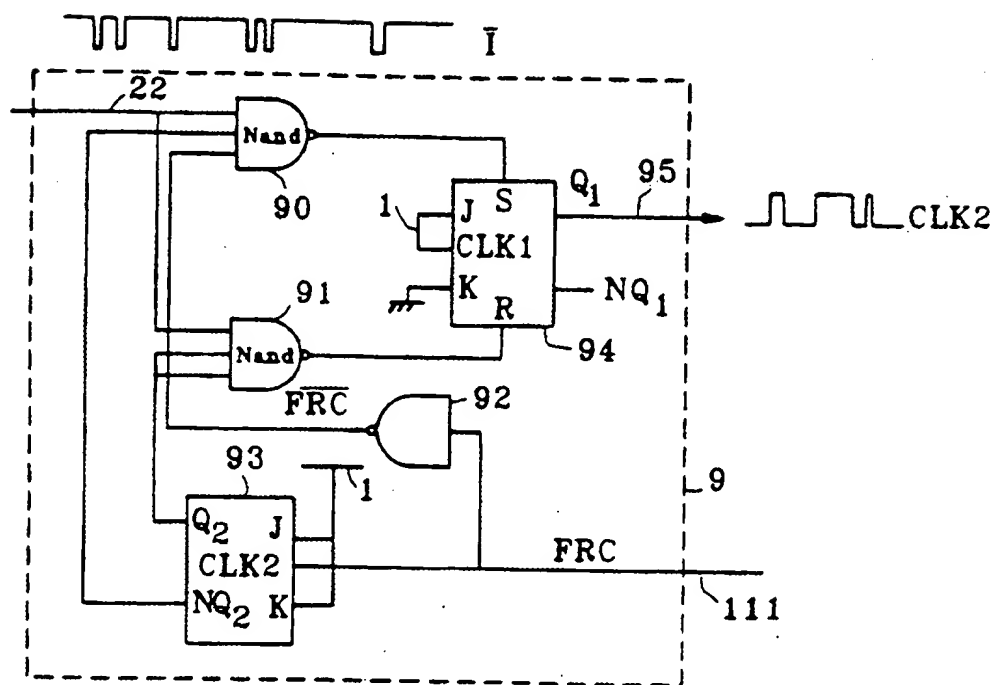 Ī
22
Nand
90
S
Q₁
95
1
J
CLK1
K
R
NQ₁
94
CLK2
91
Nand
F̅R̅C̅
92
93
1
Q₂
J
CLK2
NQ₂
K
FRC
9
111